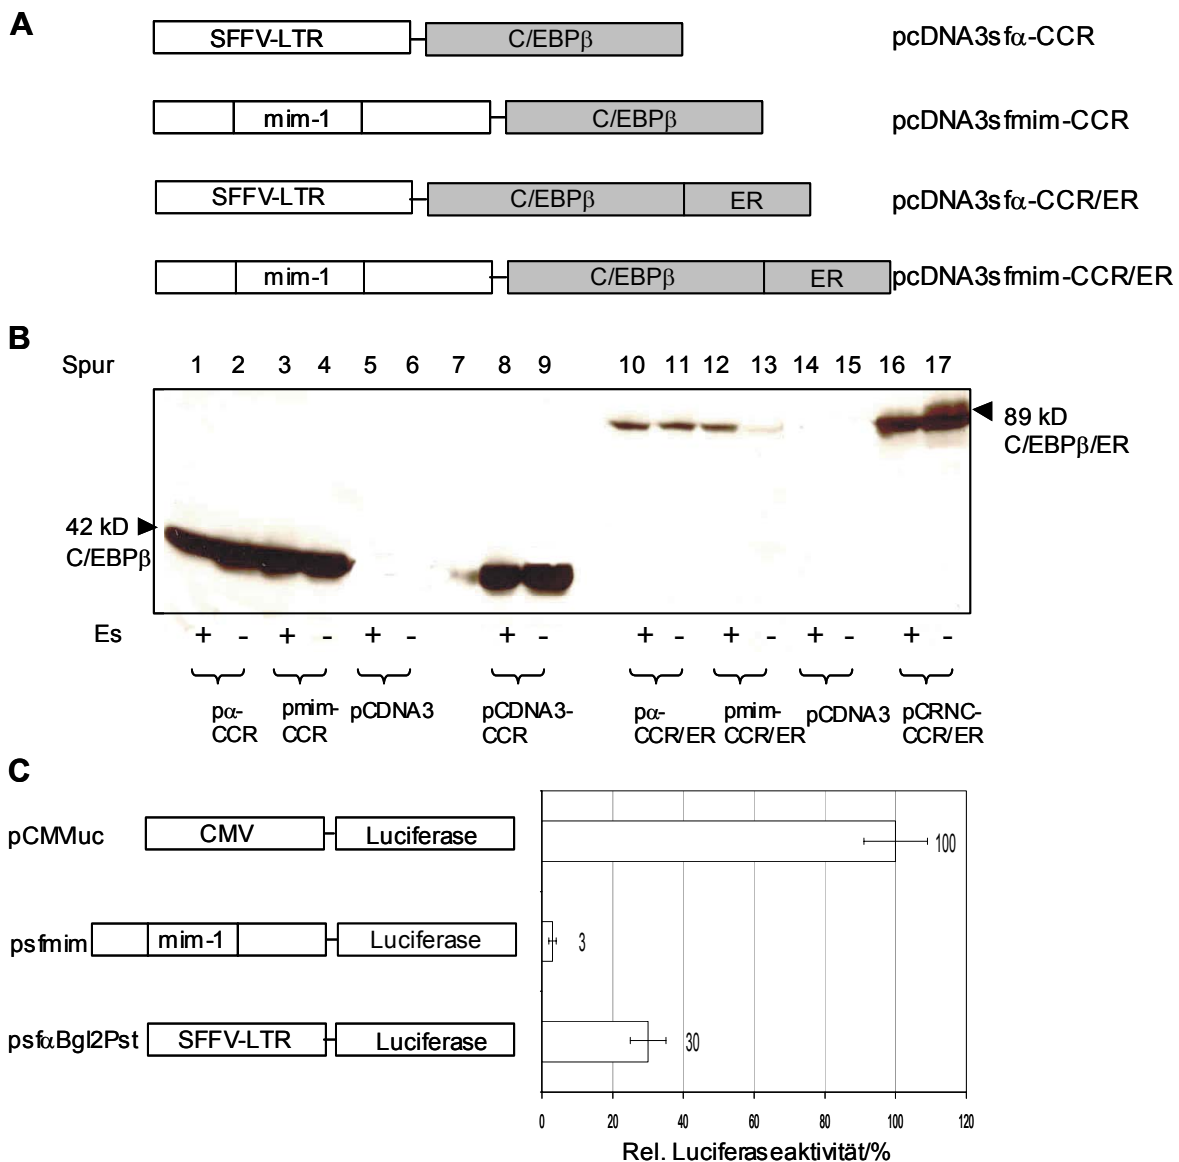 A
SFFV-LTR C/EBPβ pcDNA3sfα-CCR
mim-1 C/EBPβ pcDNA3sfmim-CCR
SFFV-LTR C/EBPβ ER pcDNA3sfα-CCR/ER
mim-1 C/EBPβ ER pcDNA3sfmim-CCR/ER
B
Spur 1 2 3 4 5 6 7 8 9 10 11 12 13 14 15 16 17
89 kD
C/EBPβ/ER
42 kD
C/EBPβ
Es + - + - + - + - + - + - + - + -
pα- pmim- pCDNA3 pCDNA3- pα- pmim- pCDNA3 pCRNC-
CCR CCR CCR CCR/ER CCR/ER CCR/ER
C
pCMVluc CMV Luciferase 100
psfmim mim-1 Luciferase 3
psfαBgl2Pst SFFV-LTR Luciferase 30
0 20 40 60 80 100 120
Rel. Luciferaseaktivität/%